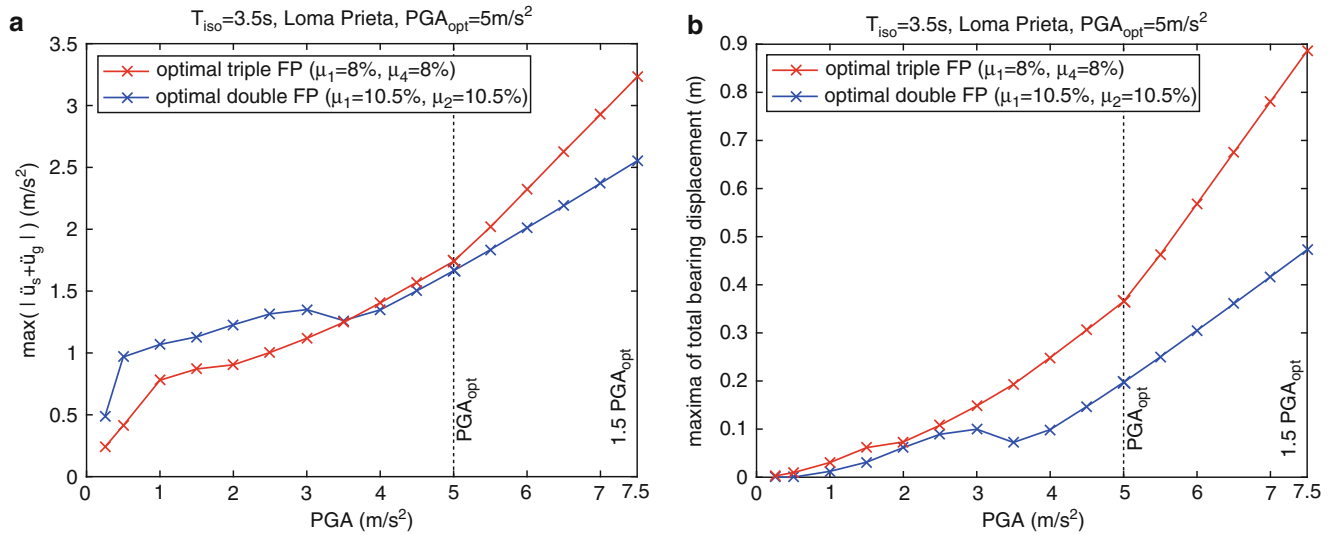 a
T_iso=3.5s, Loma Prieta, PGA_opt=5m/s²
optimal triple FP (μ₁=8%, μ₄=8%)
optimal double FP (μ₁=10.5%, μ₂=10.5%)
max( | ü_s+ü_g | ) (m/s²)
3.5
3
2.5
2
1.5
1
0.5
0
0 1 2 3 4 5 6 7 7.5
PGA (m/s²)
PGA_opt
1.5 PGA_opt
b
T_iso=3.5s, Loma Prieta, PGA_opt=5m/s²
optimal triple FP (μ₁=8%, μ₄=8%)
optimal double FP (μ₁=10.5%, μ₂=10.5%)
maxima of total bearing displacement (m)
0.9
0.8
0.7
0.6
0.5
0.4
0.3
0.2
0.1
0
0 1 2 3 4 5 6 7 7.5
PGA (m/s²)
PGA_opt
1.5 PGA_opt